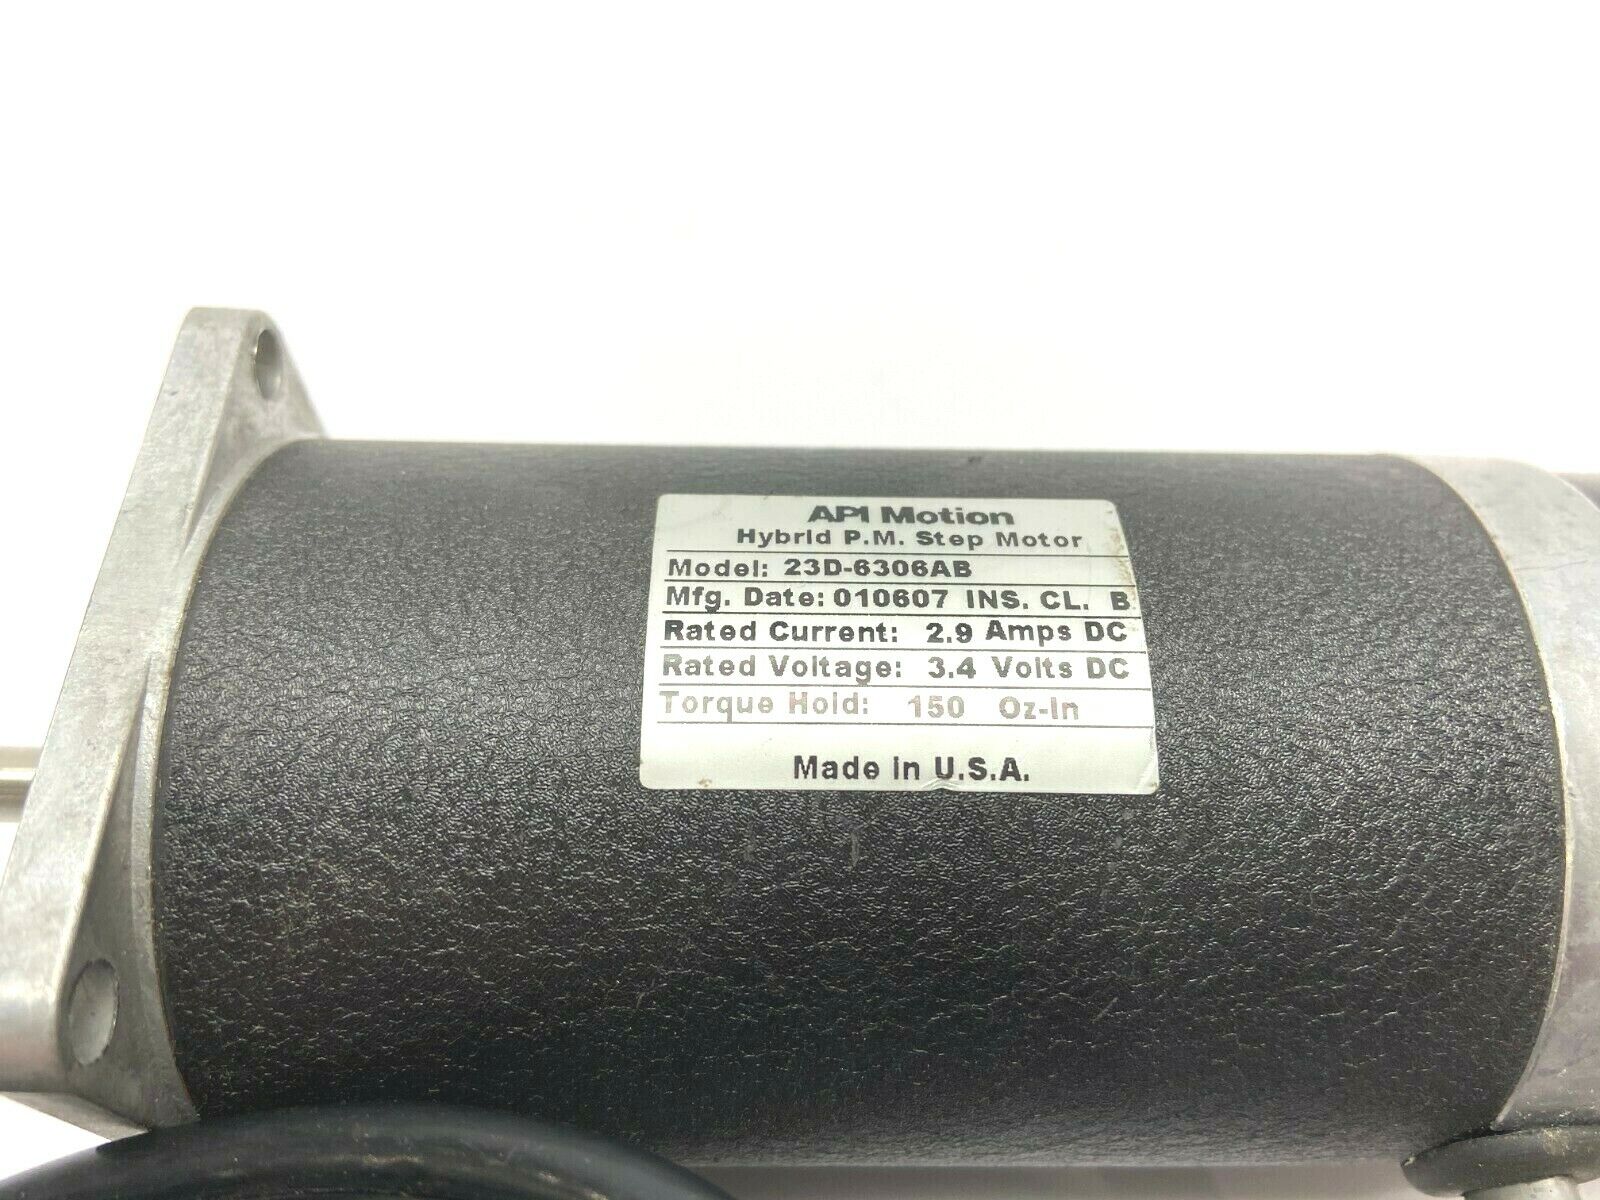 API Motion
Hybrid P.M. Step Motor
Model: 23D-6306AB
Mfg. Date: 010607 INS. CL. B
Rated Current: 2.9 Amps DC
Rated Voltage: 3.4 Volts DC
Torque Hold: 150 Oz-In
Made in U.S.A.